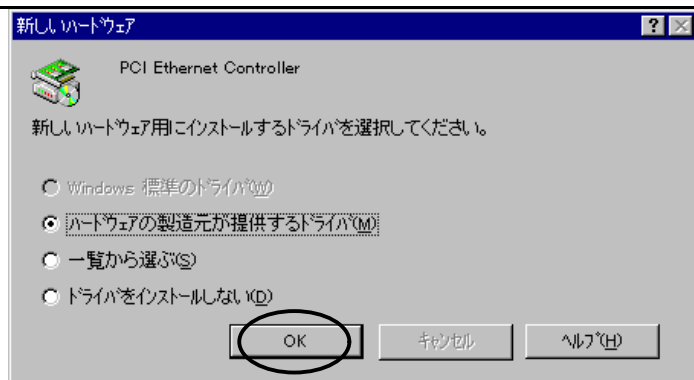 新しいハードウェア
PCI Ethernet Controller
新しいハードウェア用にインストールするドライバを選択してください。
Windows 標準のドライバ(W)
ハードウェアの製造元が提供するドライバ(M)
一覧から選ぶ(S)
ドライバをインストールしない(D)
OK キャンセル ヘルプ(H)